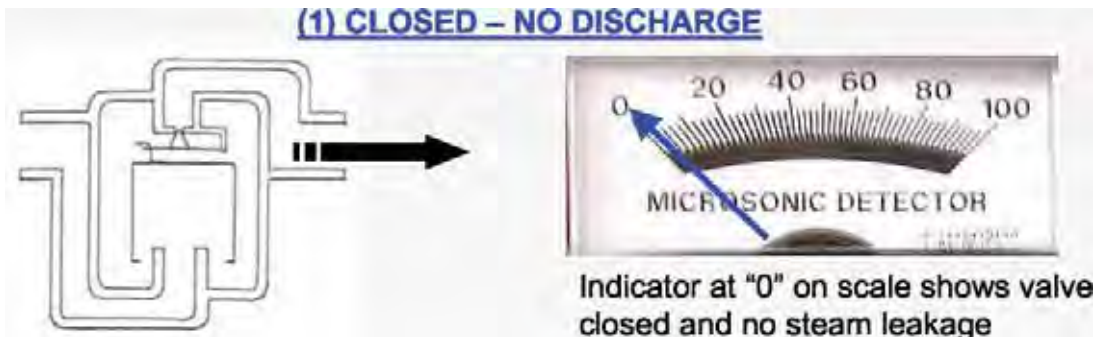 (1) CLOSED – NO DISCHARGE
0 20 40 60 80 100
MICROSONIC DETECTOR
Indicator at “0” on scale shows valve
closed and no steam leakage